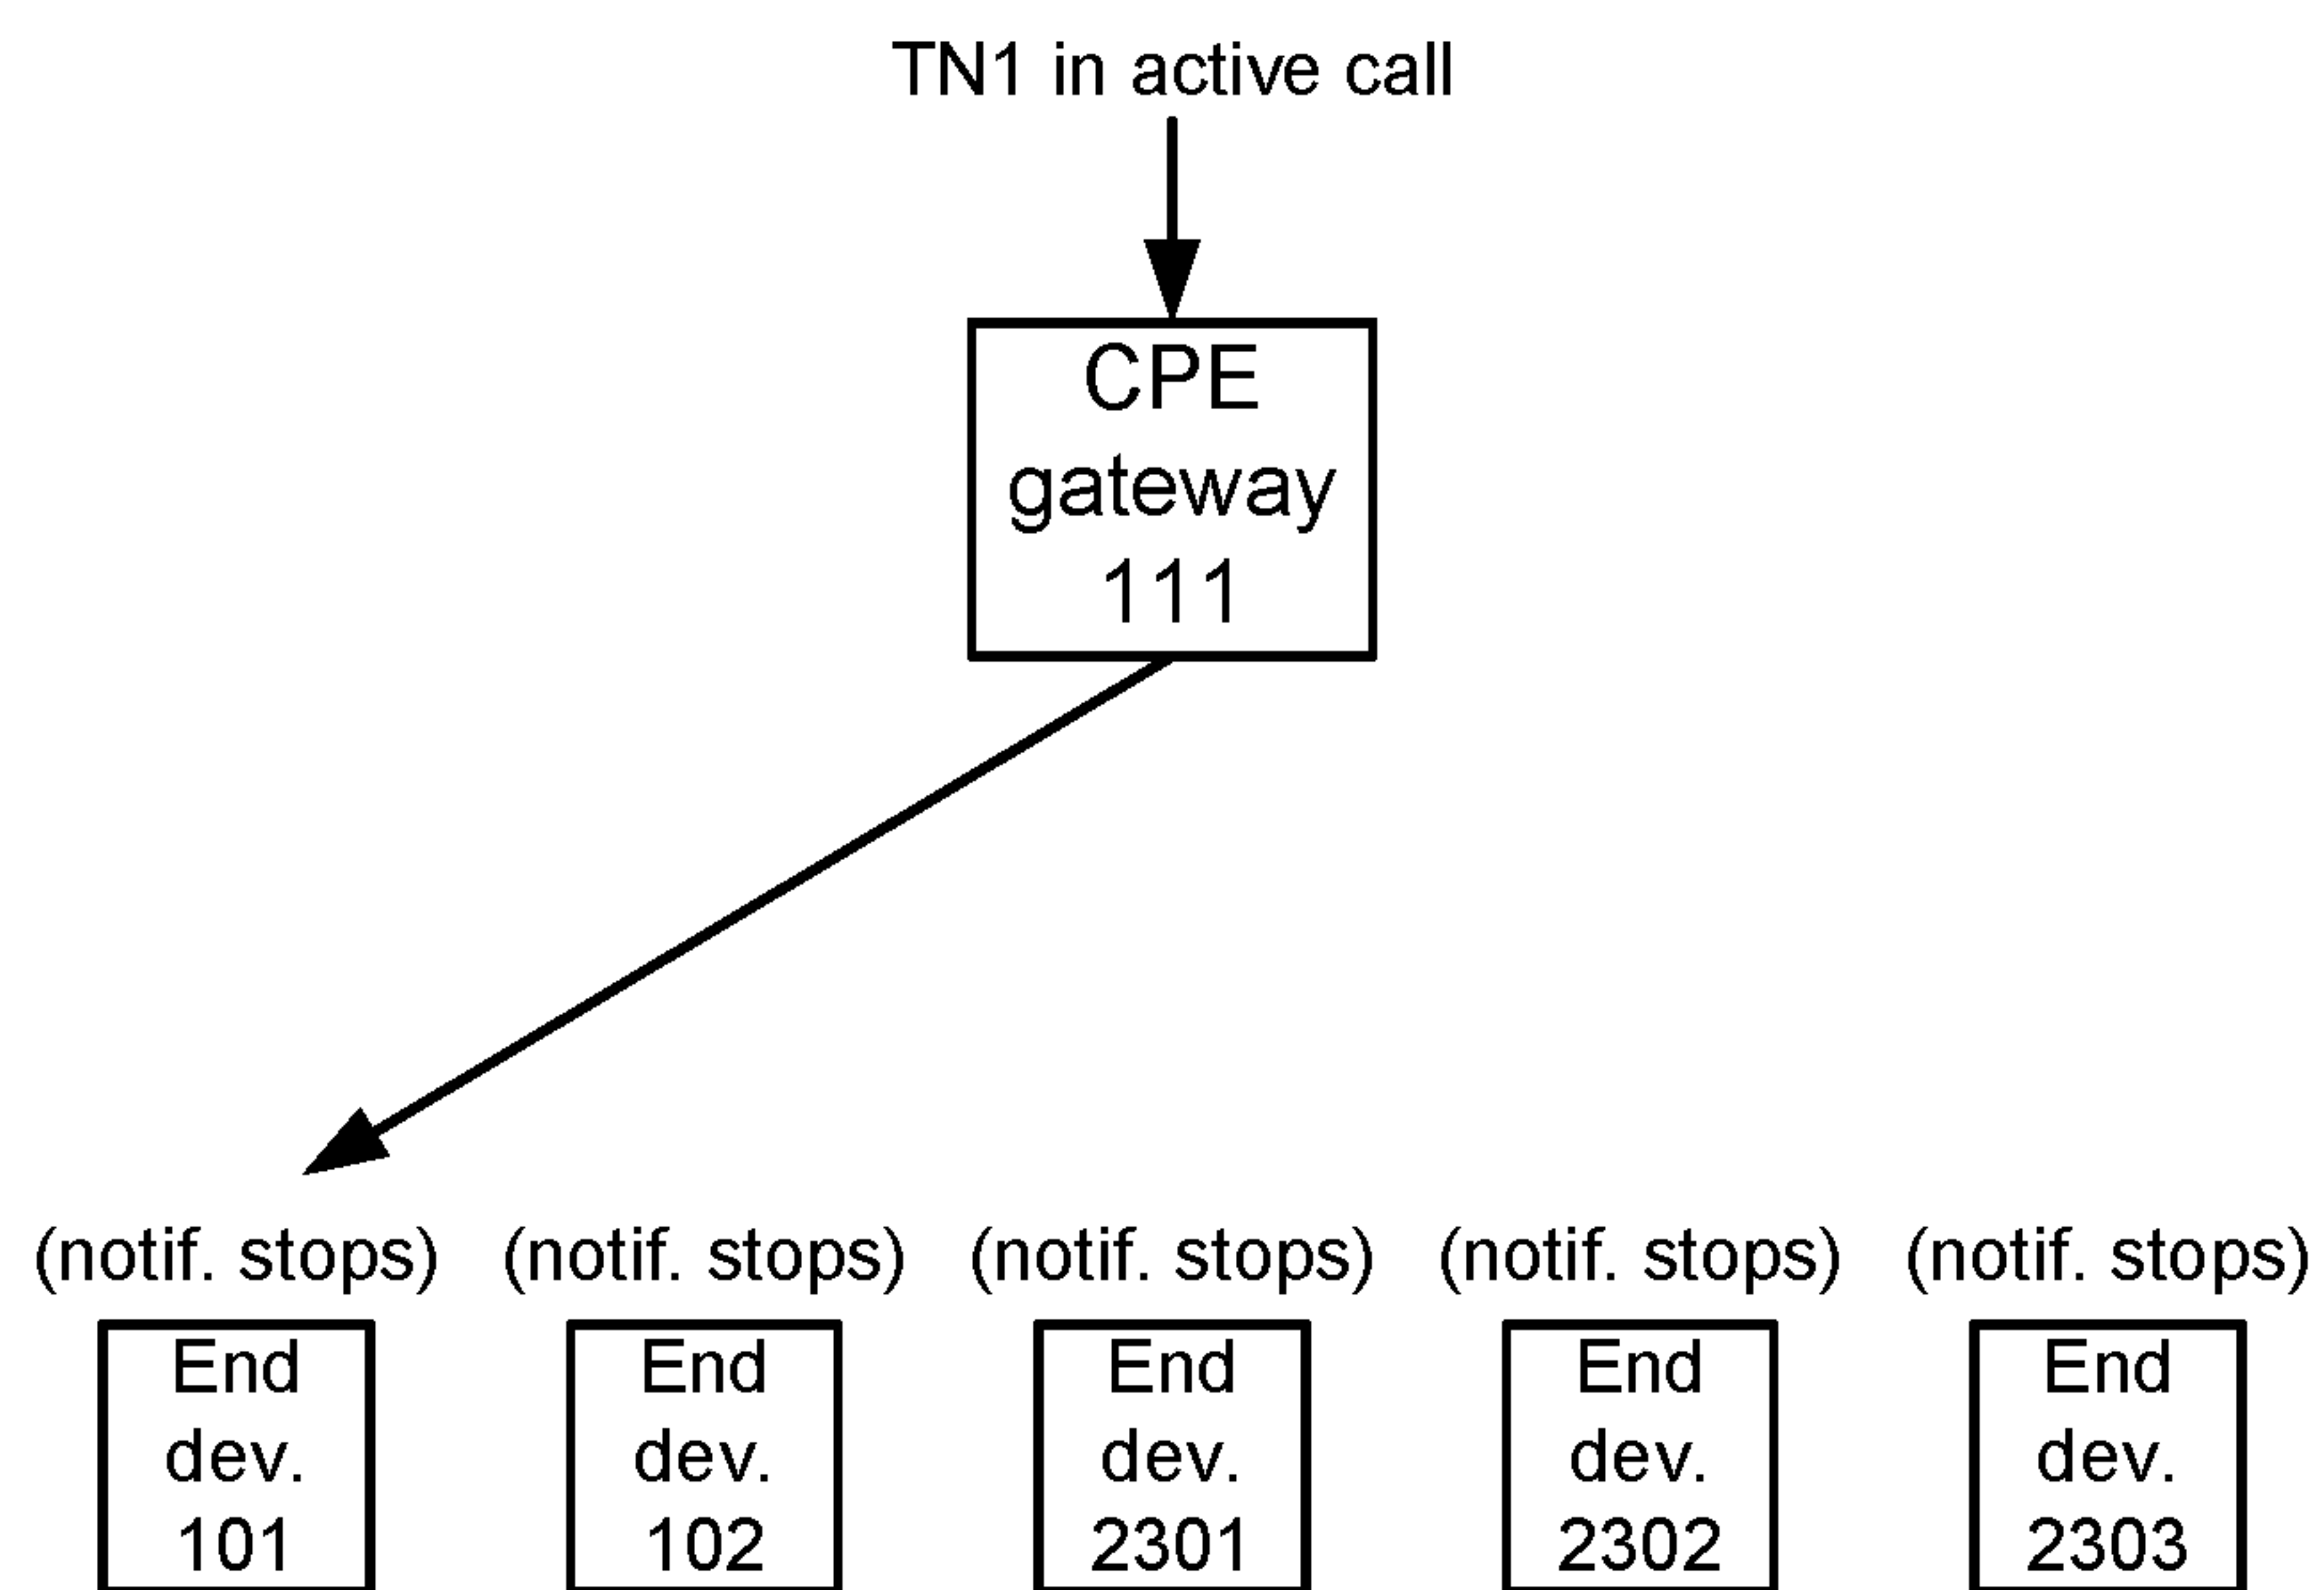 TN1 in active call
CPE
gateway
111
(notif. stops) (notif. stops) (notif. stops) (notif. stops) (notif. stops)
End End End End End
dev. dev. dev. dev. dev.
101 102 2301 2302 2303